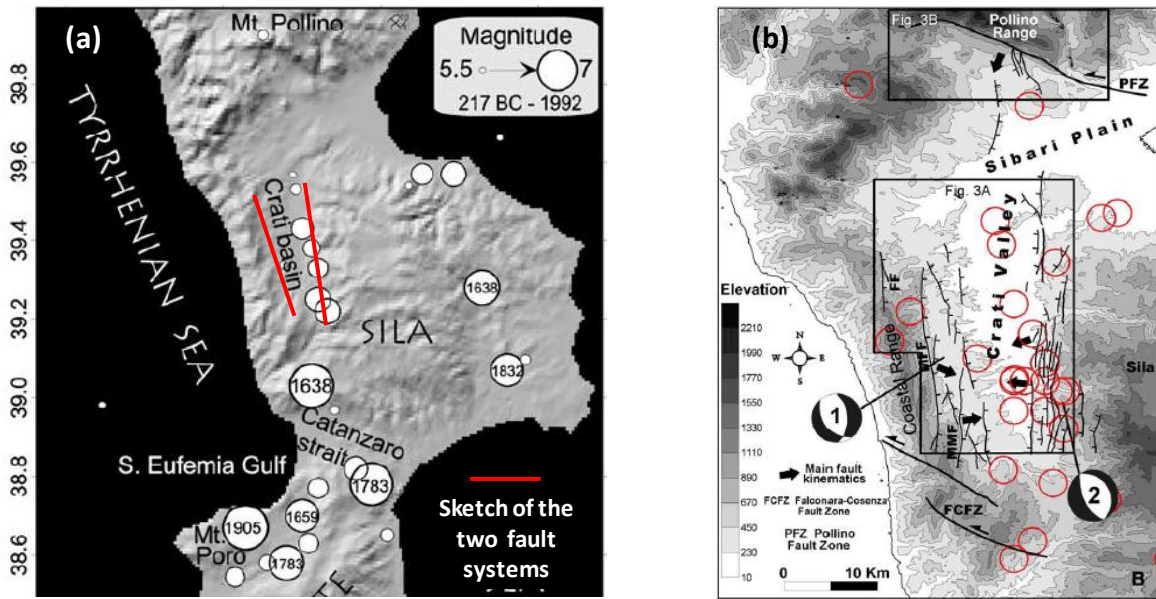 (a)
Mt. Pollino
Magnitude
5.5
7
217 BC - 1992
39.8
39.6
39.4
39.2
39.0
38.8
38.6
TYRRHENIAN SEA
Crati basin
1638
SILA
1832
1638
Catanzaro
strait
S. Eufemia Gulf
1783
1659
1905
Mt.
Poro
1783
Sketch of the
two fault
systems
(b)
Fig. 3B
Pollino
Range
PFZ
Sibari Plain
Fig. 3A
Crati Valley
FF
Coastal Range
MMF
Sila
N
W
E
S
Elevation
2210
1990
1770
1550
1330
1110
890
670
450
230
10
1
2
Main fault
kinematics
FCFZ Falconara-Cosenza
Fault Zone
PFZ Pollino
Fault Zone
FCFZ
0
10 Km
B